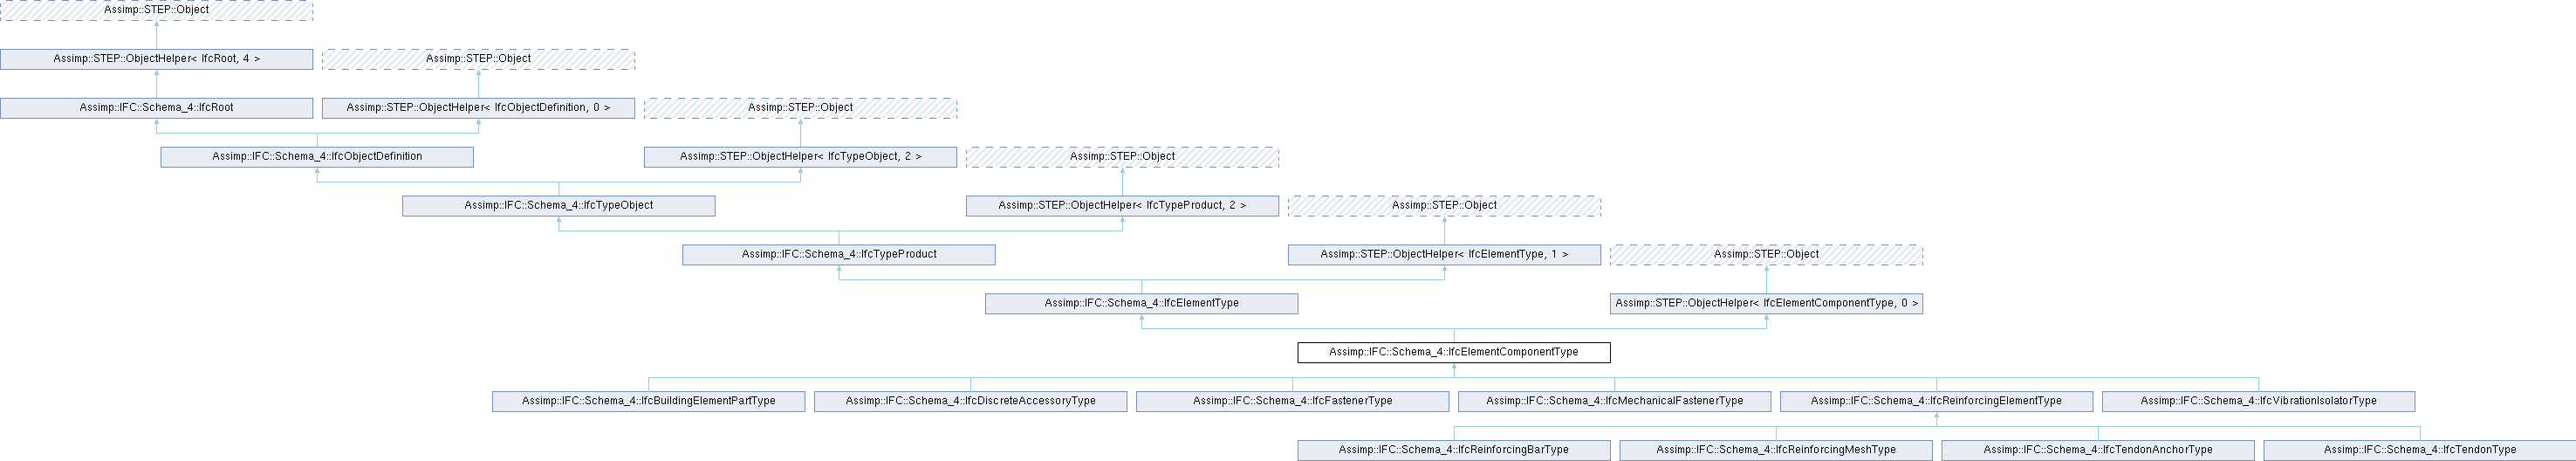 Assimp::STEP::Object
Assimp::STEP::ObjectHelper< IfcRoot, 4 >
Assimp::STEP::Object
Assimp::IFC::Schema_4::IfcRoot
Assimp::STEP::ObjectHelper< IfcObjectDefinition, 0 >
Assimp::STEP::Object
Assimp::IFC::Schema_4::IfcObjectDefinition
Assimp::STEP::ObjectHelper< IfcTypeObject, 2 >
Assimp::STEP::Object
Assimp::IFC::Schema_4::IfcTypeObject
Assimp::STEP::ObjectHelper< IfcTypeProduct, 2 >
Assimp::STEP::Object
Assimp::IFC::Schema_4::IfcTypeProduct
Assimp::STEP::ObjectHelper< IfcElementType, 1 >
Assimp::STEP::Object
Assimp::IFC::Schema_4::IfcElementType
Assimp::STEP::ObjectHelper< IfcElementComponentType, 0 >
Assimp::IFC::Schema_4::IfcElementComponentType
Assimp::IFC::Schema_4::IfcBuildingElementPartType
Assimp::IFC::Schema_4::IfcDiscreteAccessoryType
Assimp::IFC::Schema_4::IfcFastenerType
Assimp::IFC::Schema_4::IfcMechanicalFastenerType
Assimp::IFC::Schema_4::IfcReinforcingElementType
Assimp::IFC::Schema_4::IfcVibrationIsolatorType
Assimp::IFC::Schema_4::IfcReinforcingBarType
Assimp::IFC::Schema_4::IfcReinforcingMeshType
Assimp::IFC::Schema_4::IfcTendonAnchorType
Assimp::IFC::Schema_4::IfcTendonType